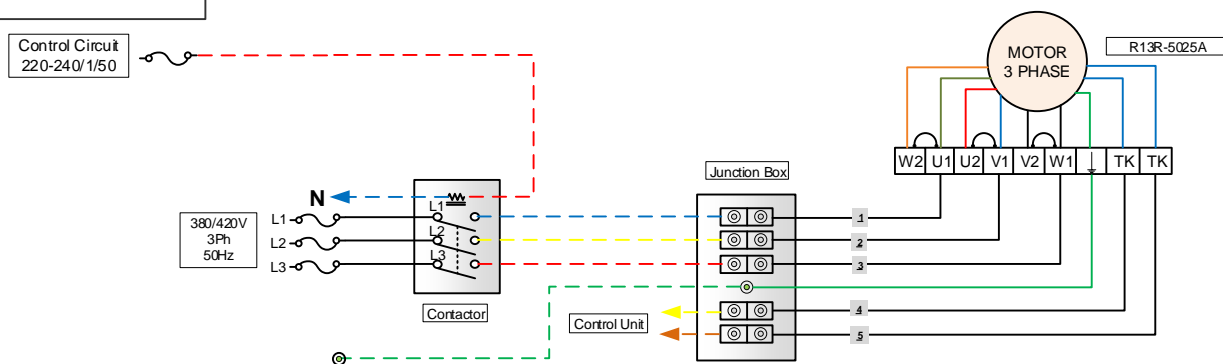 Control Circuit
220-240/1/50
MOTOR
3 PHASE
R13R-5025A
W2 U1 U2 V1 V2 W1 TK TK
Junction Box
N
380/420V
3Ph
50Hz
L1
L2
L3
L1
L2
L3
Contactor
1
2
3
4
5
Control Unit